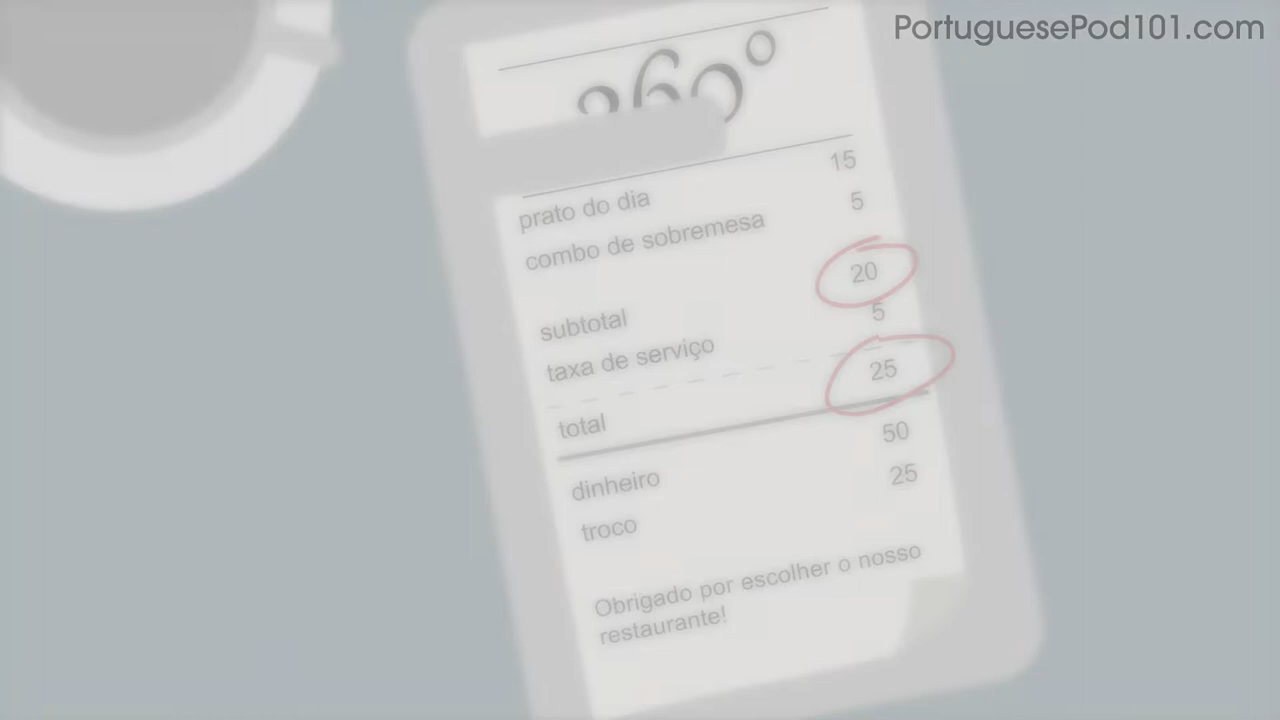 PortuguesePod101.com
360°
prato do dia 15
combo de sobremesa 5
subtotal 20
taxa de serviço 5
total 25
dinheiro 50
troco 25
Obrigado por escolher o nosso
restaurante!